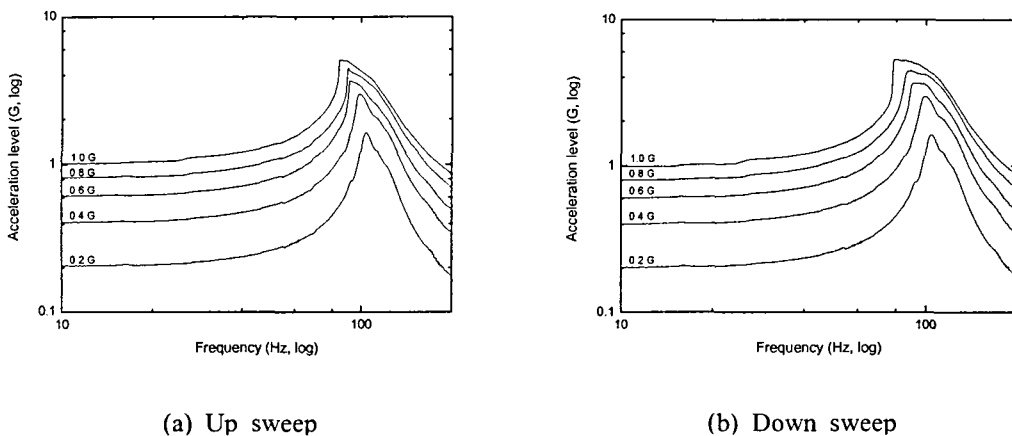 Acceleration level (G, log)
10
1
0.1
1.0 G
0.8 G
0.6 G
0.4 G
0.2 G
10
100
Frequency (Hz, log)
(a) Up sweep
Acceleration level (G, log)
10
1
0.1
1.0 G
0.8 G
0.6 G
0.4 G
0.2 G
10
100
Frequency (Hz, log)
(b) Down sweep